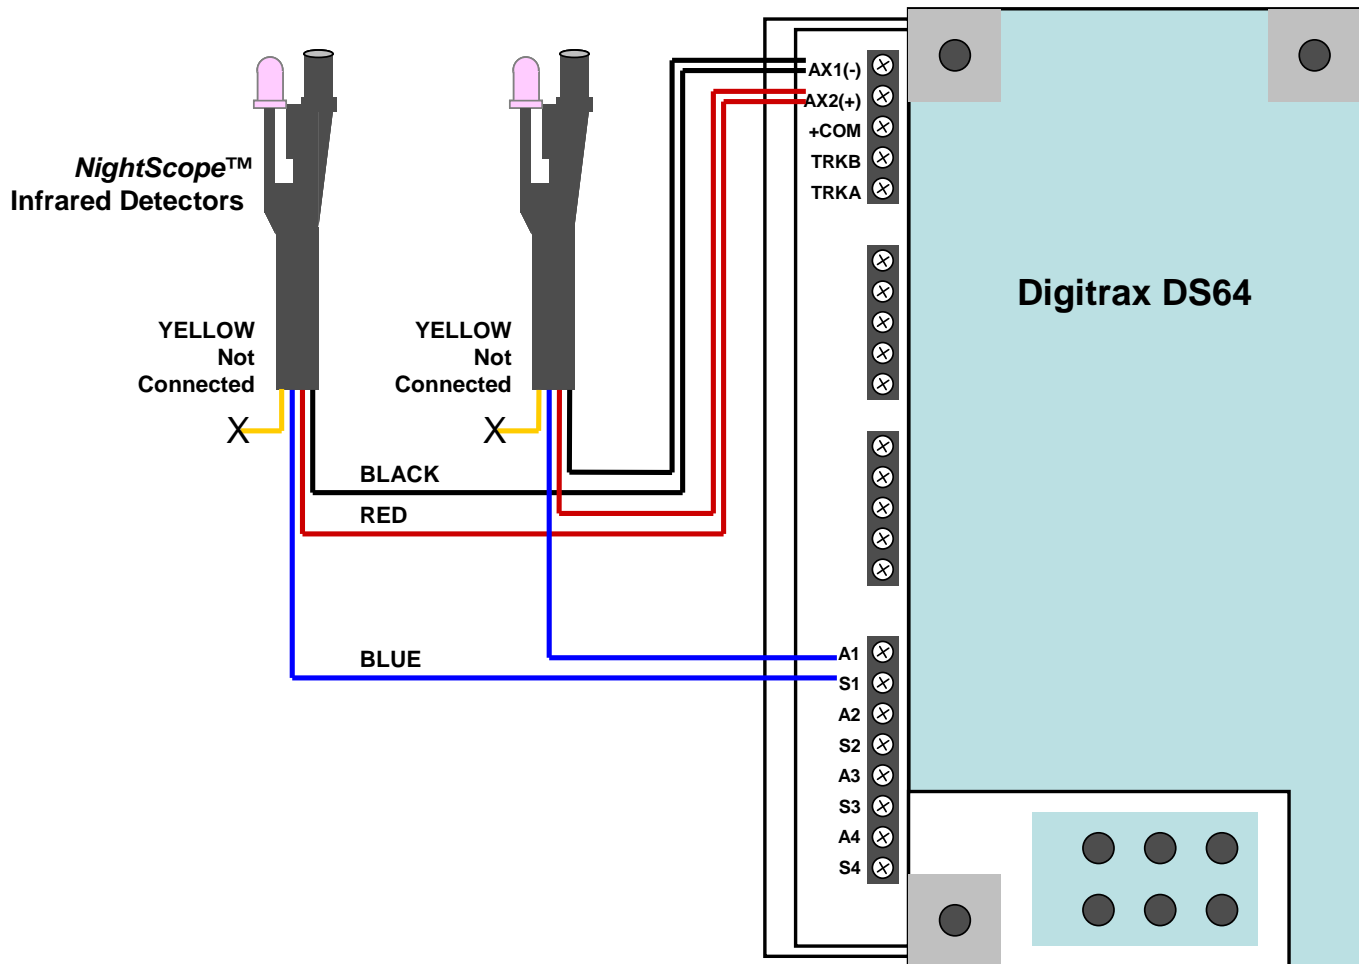 NightScope™
Infrared Detectors
YELLOW
Not
Connected
X
YELLOW
Not
Connected
X
BLACK
RED
BLUE
AX1(-)
AX2(+)
+COM
TRKB
TRKA
A1
S1
A2
S2
A3
S3
A4
S4
Digitrax DS64